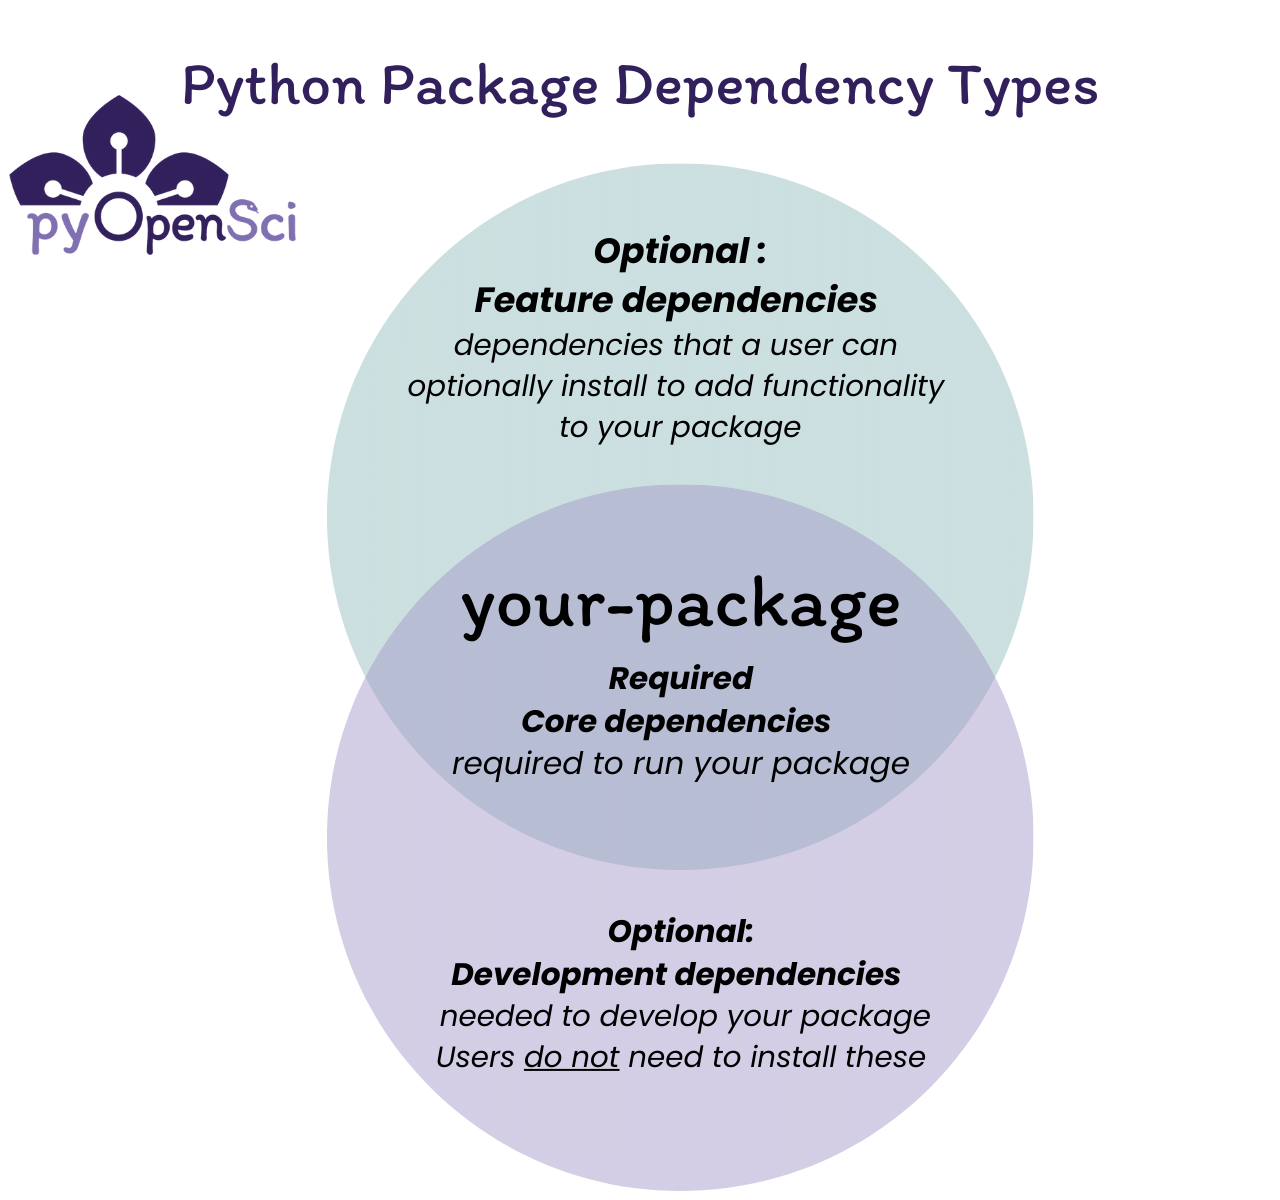 Python Package Dependency Types
pyOpenSci
Optional :
Feature dependencies
dependencies that a user can
optionally install to add functionality
to your package
your-package
Required
Core dependencies
required to run your package
Optional:
Development dependencies
needed to develop your package
Users do not need to install these